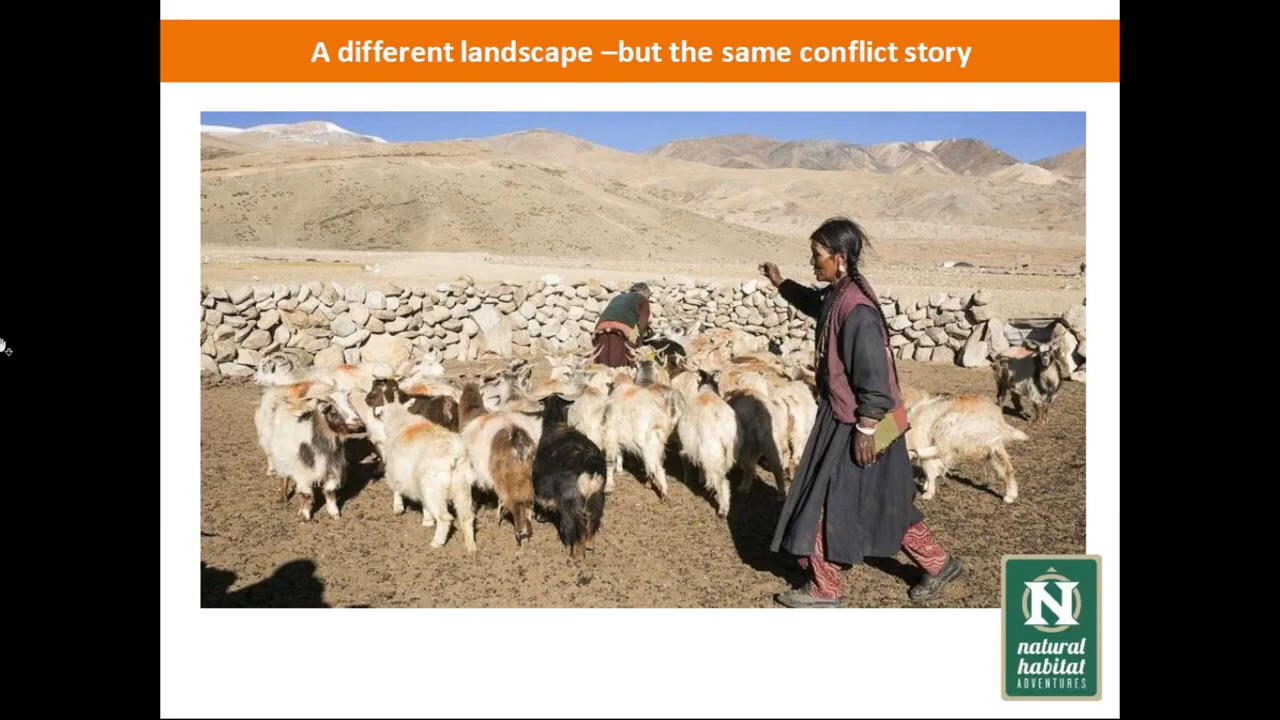 A different landscape –but the same conflict story
N
natural
habitat
ADVENTURES